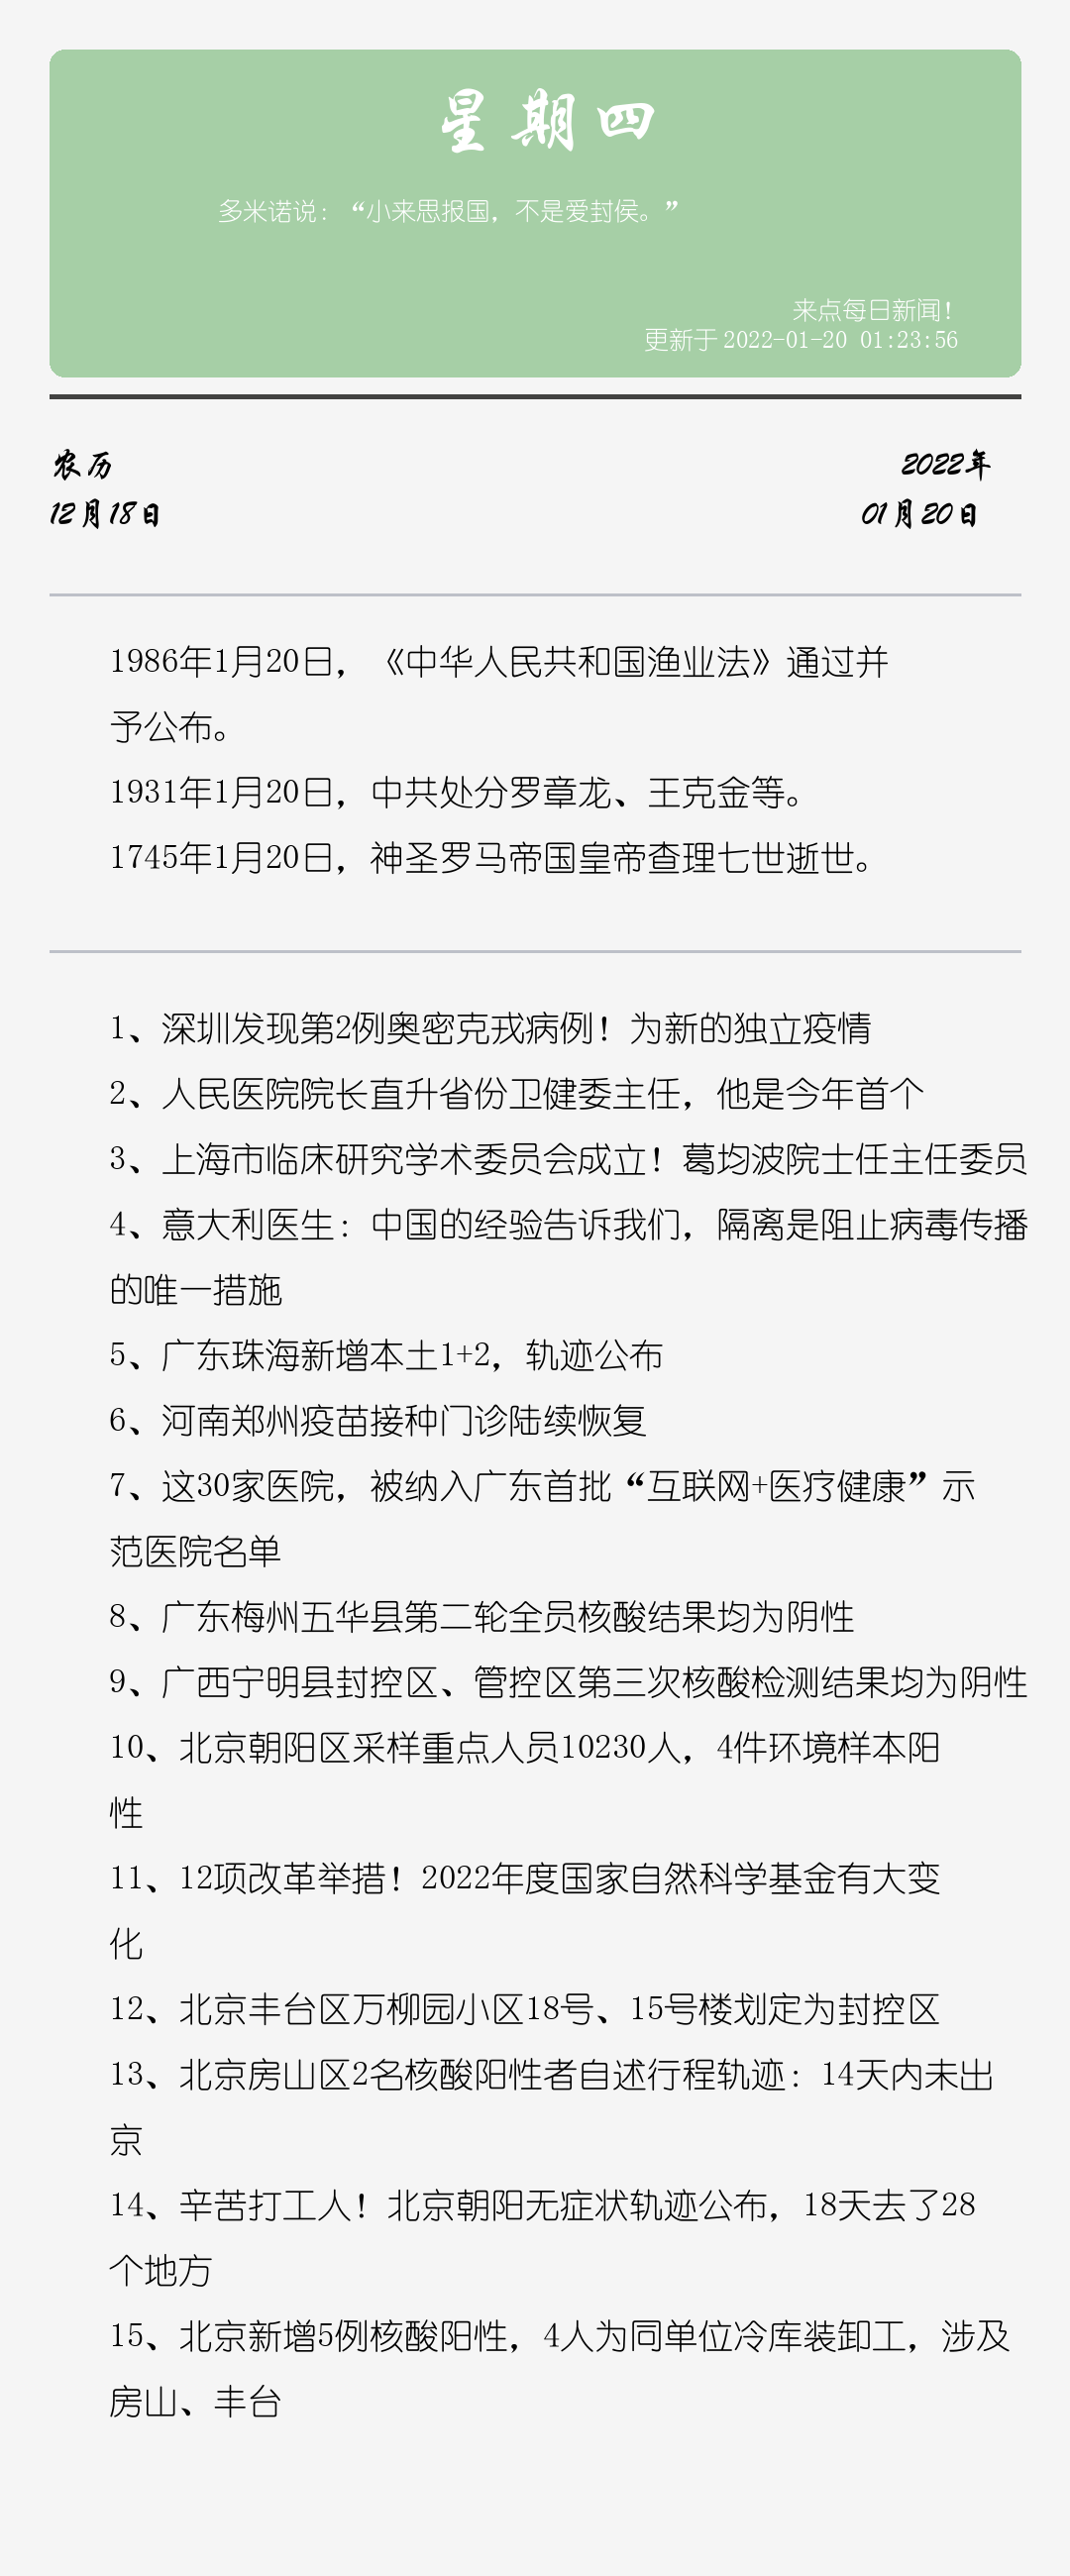 星期四
多米诺说：“小来思报国，不是爱封侯。”
来点每日新闻！
更新于 2022-01-20 01:23:56
农历 2022年
12月18日 01月20日
1986年1月20日，《中华人民共和国渔业法》通过并
予公布。
1931年1月20日，中共处分罗章龙、王克金等。
1745年1月20日，神圣罗马帝国皇帝查理七世逝世。
1、深圳发现第2例奥密克戎病例！为新的独立疫情
2、人民医院院长直升省份卫健委主任，他是今年首个
3、上海市临床研究学术委员会成立！葛均波院士任主任委员
4、意大利医生：中国的经验告诉我们，隔离是阻止病毒传播
的唯一措施
5、广东珠海新增本土1+2，轨迹公布
6、河南郑州疫苗接种门诊陆续恢复
7、这30家医院，被纳入广东首批“互联网+医疗健康”示
范医院名单
8、广东梅州五华县第二轮全员核酸结果均为阴性
9、广西宁明县封控区、管控区第三次核酸检测结果均为阴性
10、北京朝阳区采样重点人员10230人，4件环境样本阳
性
11、12项改革举措！2022年度国家自然科学基金有大变
化
12、北京丰台区万柳园小区18号、15号楼划定为封控区
13、北京房山区2名核酸阳性者自述行程轨迹：14天内未出
京
14、辛苦打工人！北京朝阳无症状轨迹公布，18天去了28
个地方
15、北京新增5例核酸阳性，4人为同单位冷库装卸工，涉及
房山、丰台